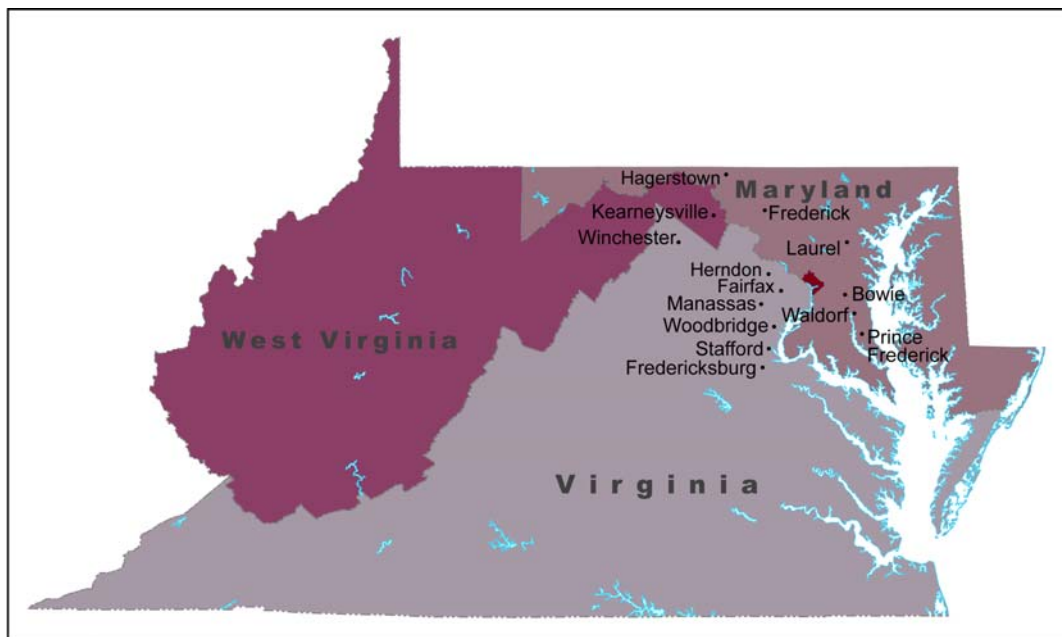 Hagerstown
Maryland
Kearneysville
Frederick
Winchester
Laurel
Herndon
Fairfax
Bowie
Manassas
Waldorf
Woodbridge
Prince
Frederick
West Virginia
Stafford
Fredericksburg
Virginia